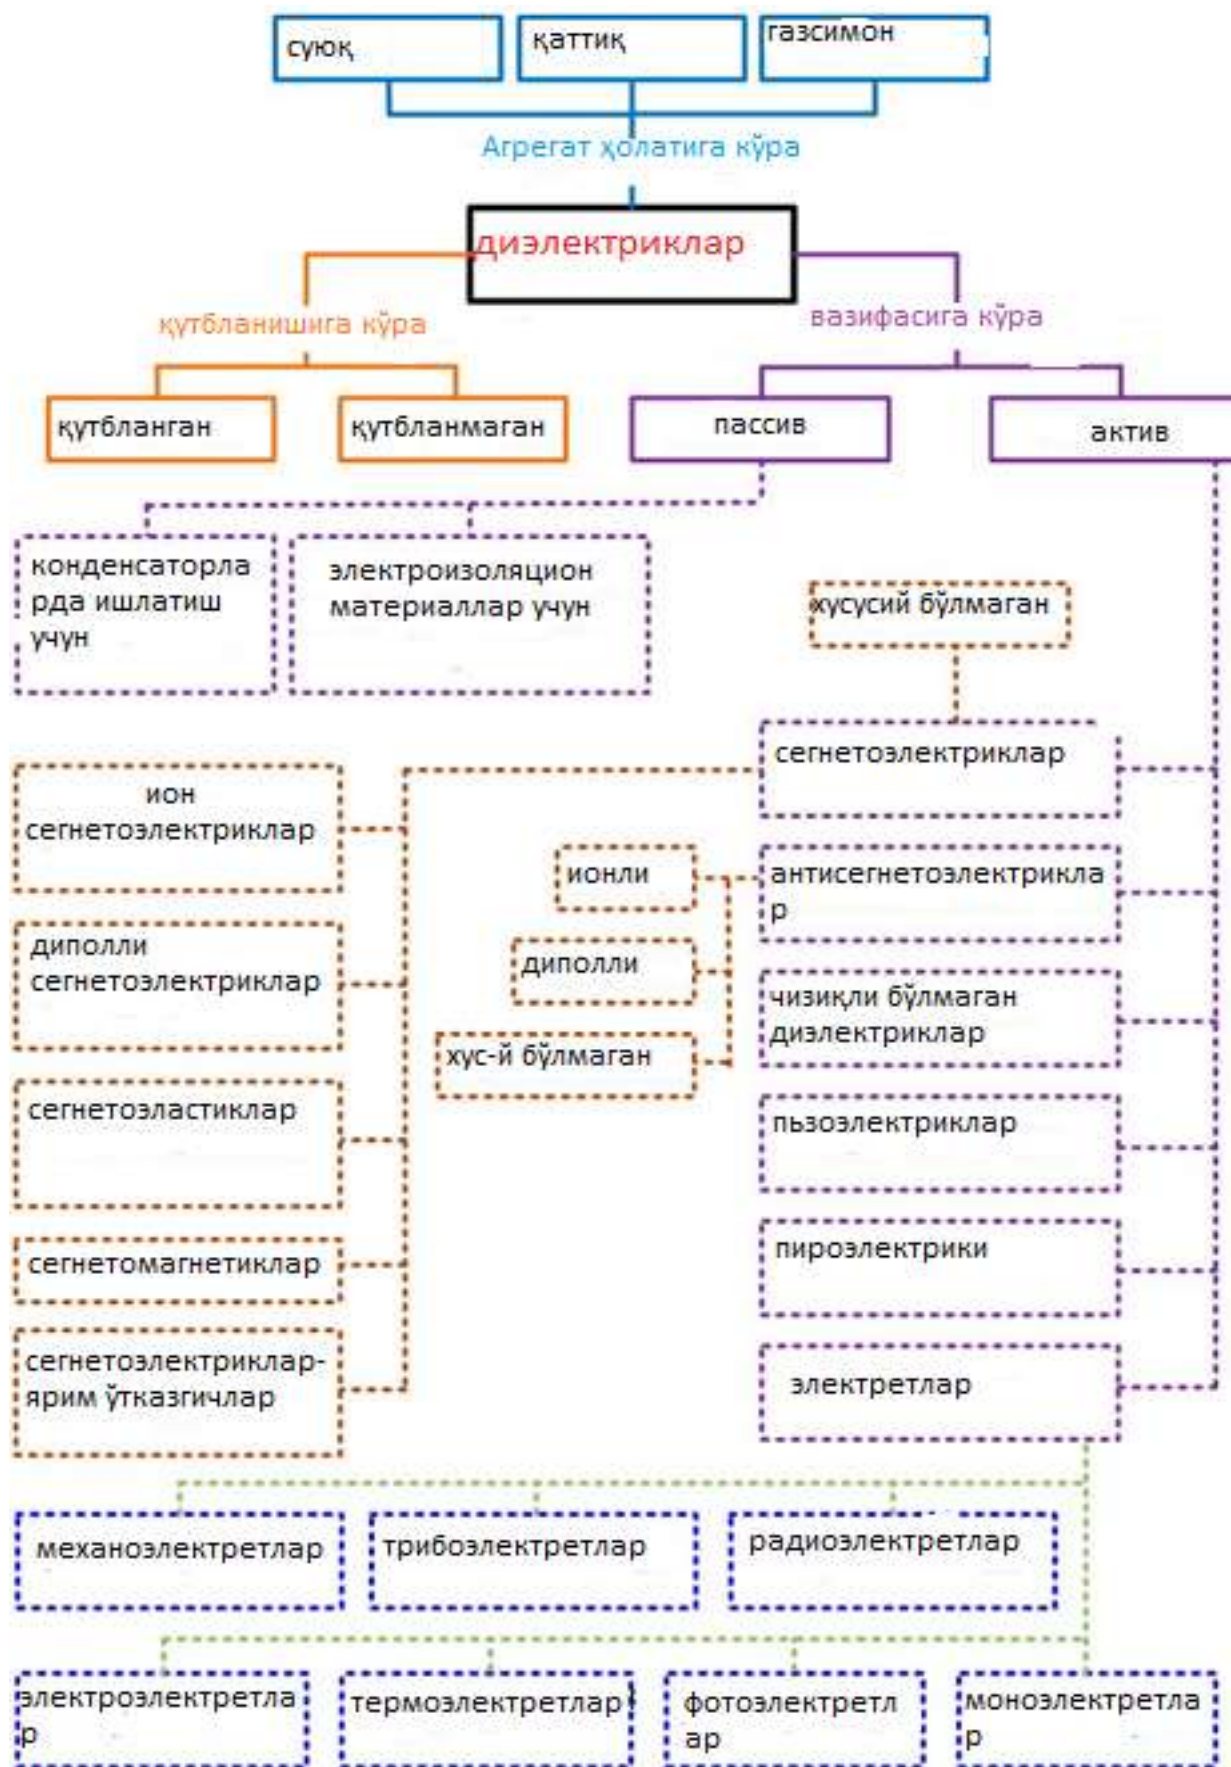 суюқ
қаттиқ
газсимон
Агрегат ҳолатига кўра
диэлектриклар
қутбланишига кўра
вазифасига кўра
қутбланган
қутбланмаган
пассив
актив
конденсаторла
рда ишлатиш
учун
электроизоляцион
материаллар учун
хусусий бўлмаган
сегнетоэлектриклар
ион
сегнетоэлектриклар
ионли
антисегнетоэлектрикла
р
диполли
сегнетоэлектриклар
диполли
чизиқли бўлмаган
диэлектриклар
хус-й бўлмаган
сегнетоэластиклар
пьзоэлектриклар
сегнетомагнетиклар
пироэлектрики
сегнетоэлектриклар-
ярим ўтказгичлар
электретлар
механоэлектретлар
трибоэлектретлар
радиоэлектретлар
электроэлектретла
р
термоэлектретлар
фотоэлектретл
ар
моноэлектретла
р